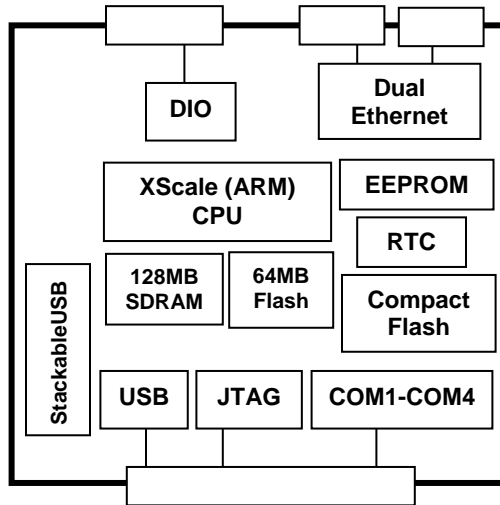 DIO
Dual
Ethernet
XScale (ARM)
CPU
EEPROM
RTC
128MB
SDRAM
64MB
Flash
Compact
Flash
StackableUSB
USB
JTAG
COM1-COM4